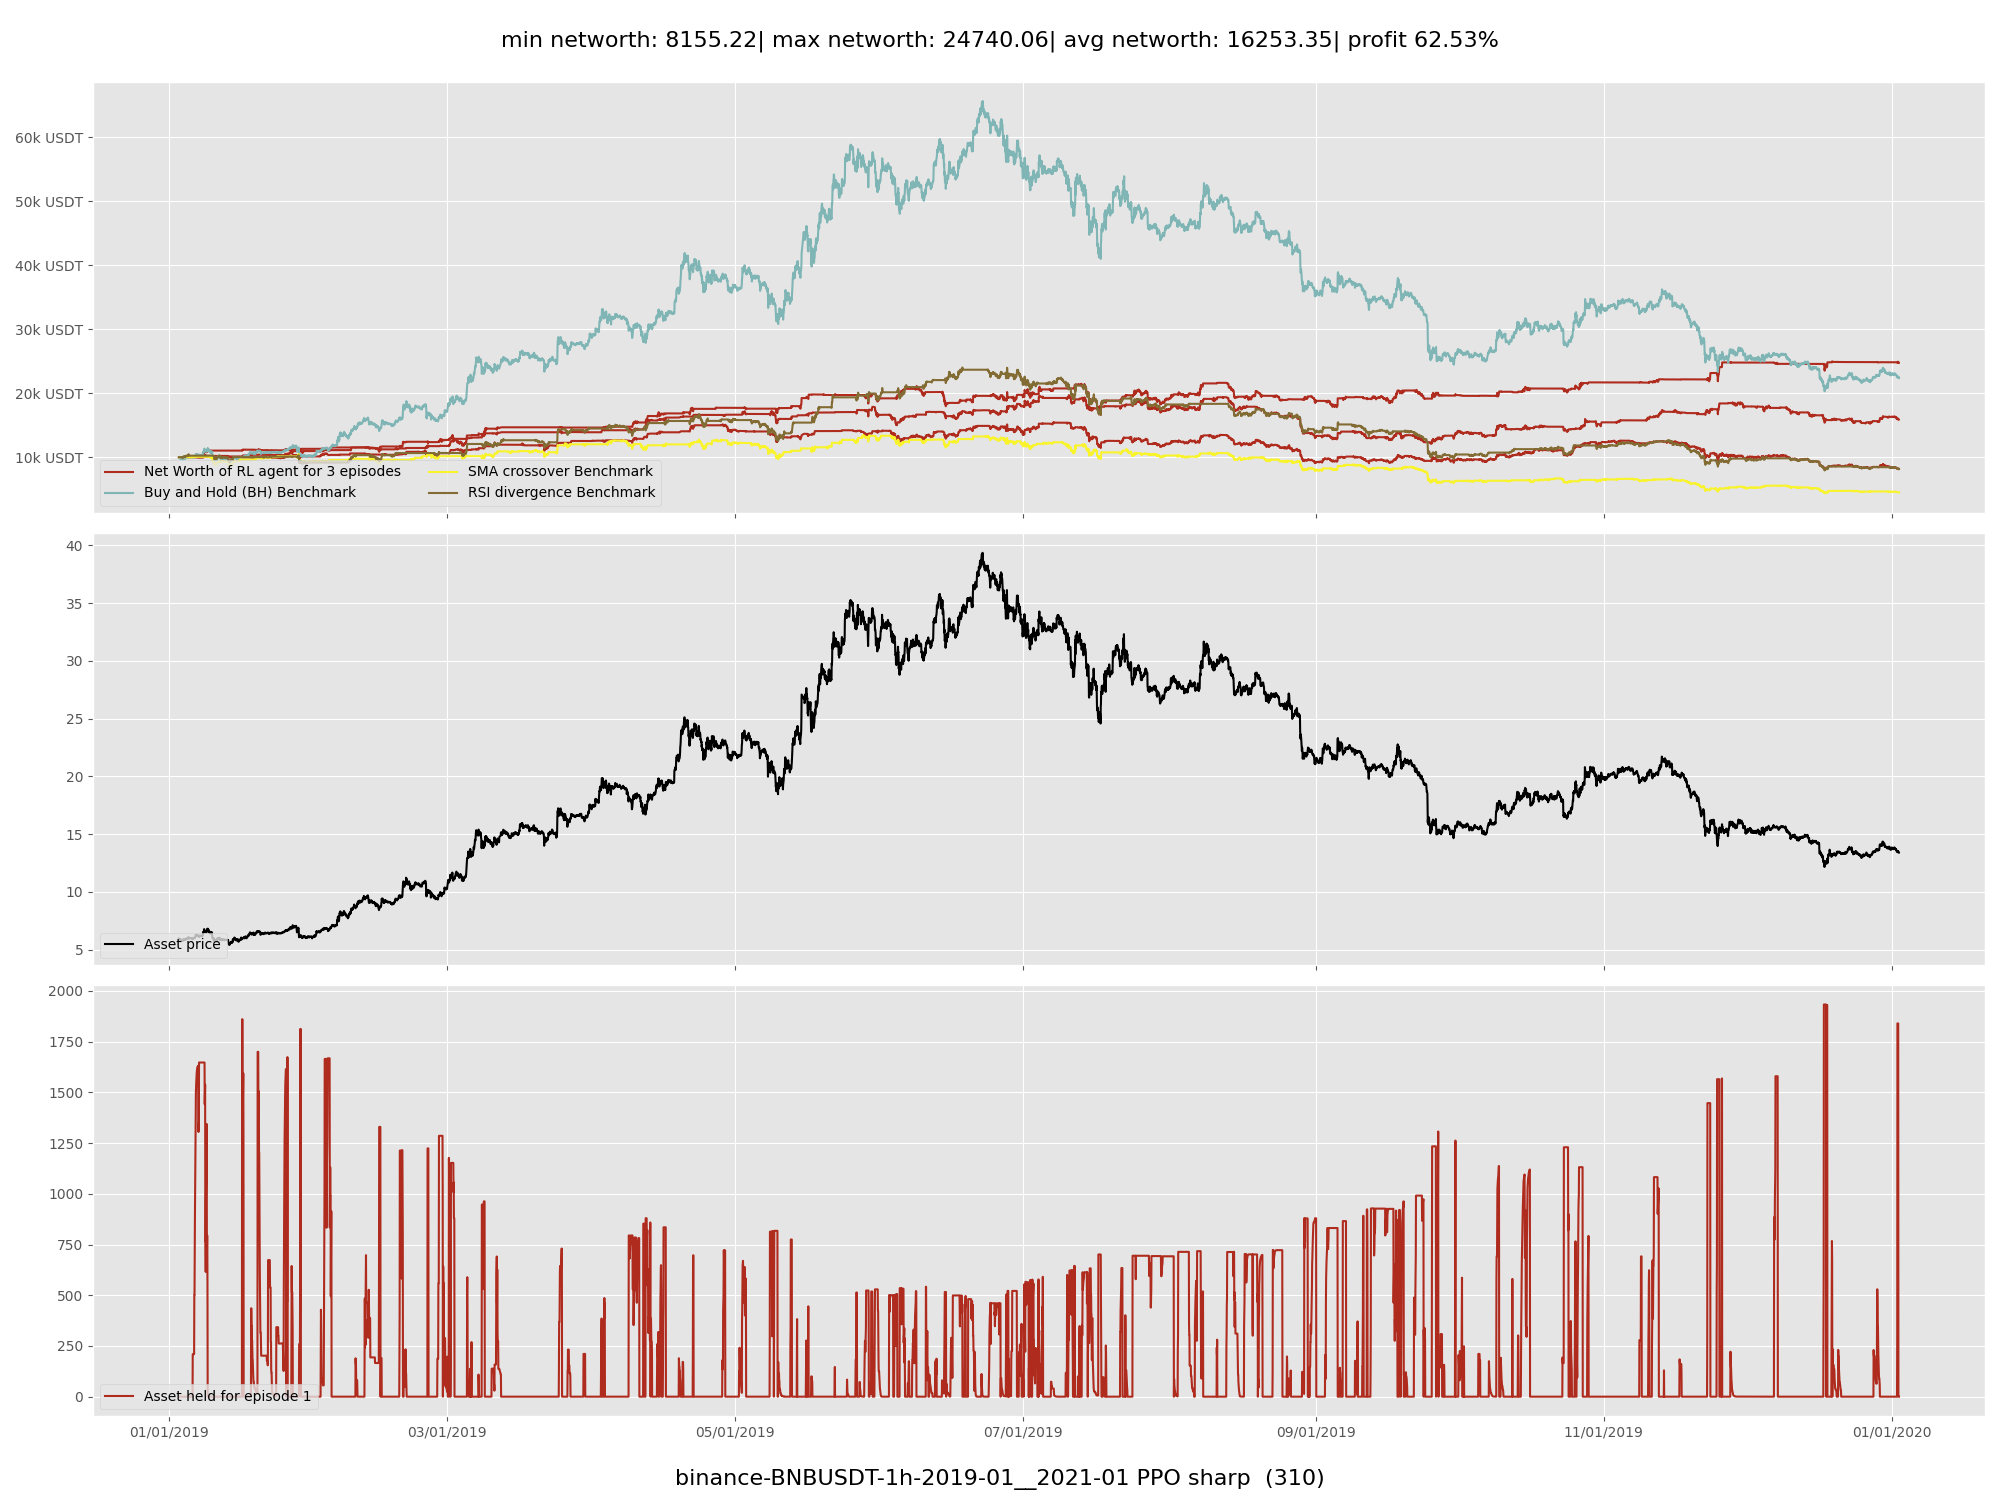 min networth: 8155.22| max networth: 24740.06| avg networth: 16253.35| profit 62.53%
60k USDT
50k USDT
40k USDT
30k USDT
20k USDT
10k USDT
Net Worth of RL agent for 3 episodes
Buy and Hold (BH) Benchmark
SMA crossover Benchmark
RSI divergence Benchmark
40
35
30
25
20
15
10
5
Asset price
2000
1750
1500
1250
1000
750
500
250
0
Asset held for episode 1
01/01/2019 03/01/2019 05/01/2019 07/01/2019 09/01/2019 11/01/2019 01/01/2020
binance-BNBUSDT-1h-2019-01__2021-01 PPO sharp (310)